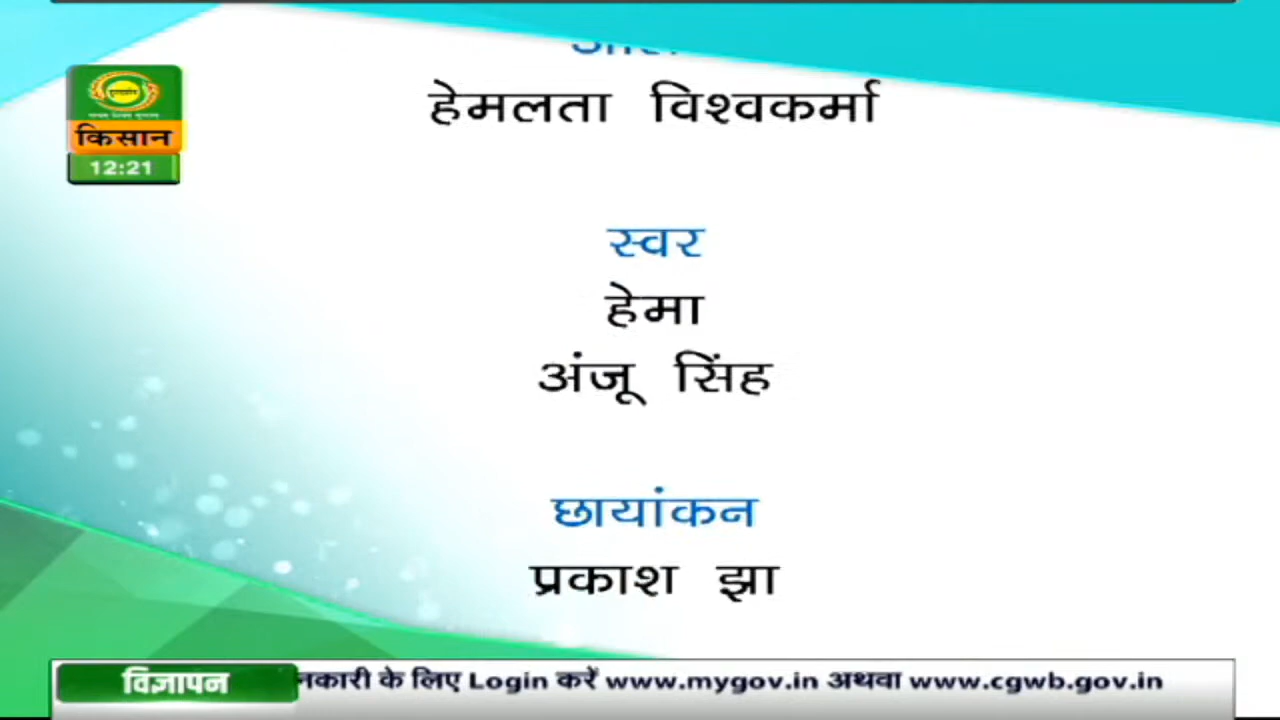 हेमलता विश्वकर्मा
किसान
12:21
स्वर
हेमा
अंजू सिंह
छायांकन
प्रकाश झा
विज्ञापन
नकारी के लिए Login करें www.mygov.in अथवा www.cgwb.gov.in